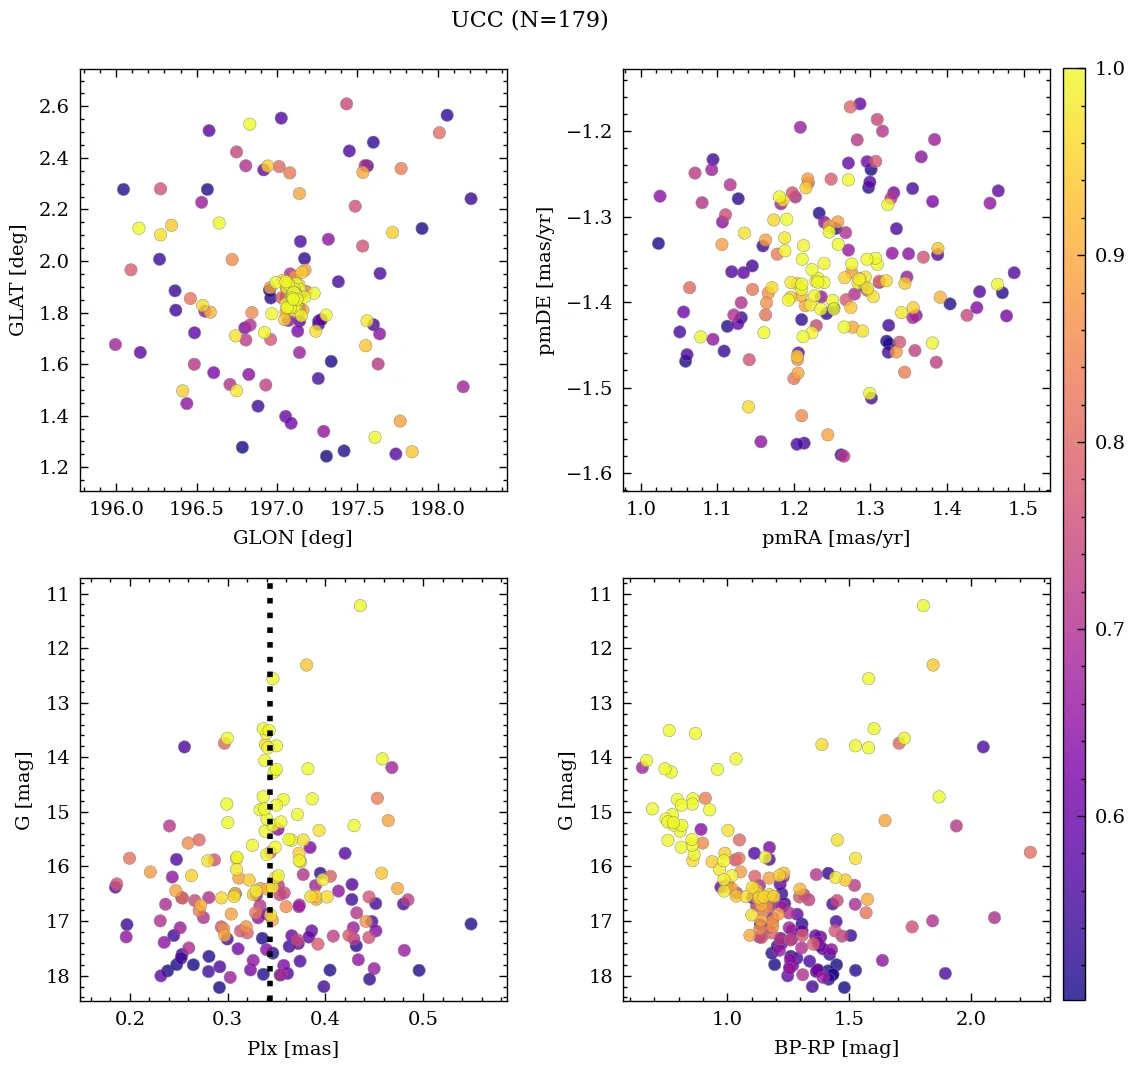 UCC (N=179)
2.6
2.4
2.2
2.0
1.8
1.6
1.4
1.2
GLAT [deg]
196.0 196.5 197.0 197.5 198.0
GLON [deg]
−1.2
−1.3
−1.4
−1.5
−1.6
pmDE [mas/yr]
1.0 1.1 1.2 1.3 1.4 1.5
pmRA [mas/yr]
1.0
0.9
0.8
0.7
0.6
11
12
13
14
15
16
17
18
G [mag]
0.2 0.3 0.4 0.5
Plx [mas]
11
12
13
14
15
16
17
18
G [mag]
1.0 1.5 2.0
BP-RP [mag]